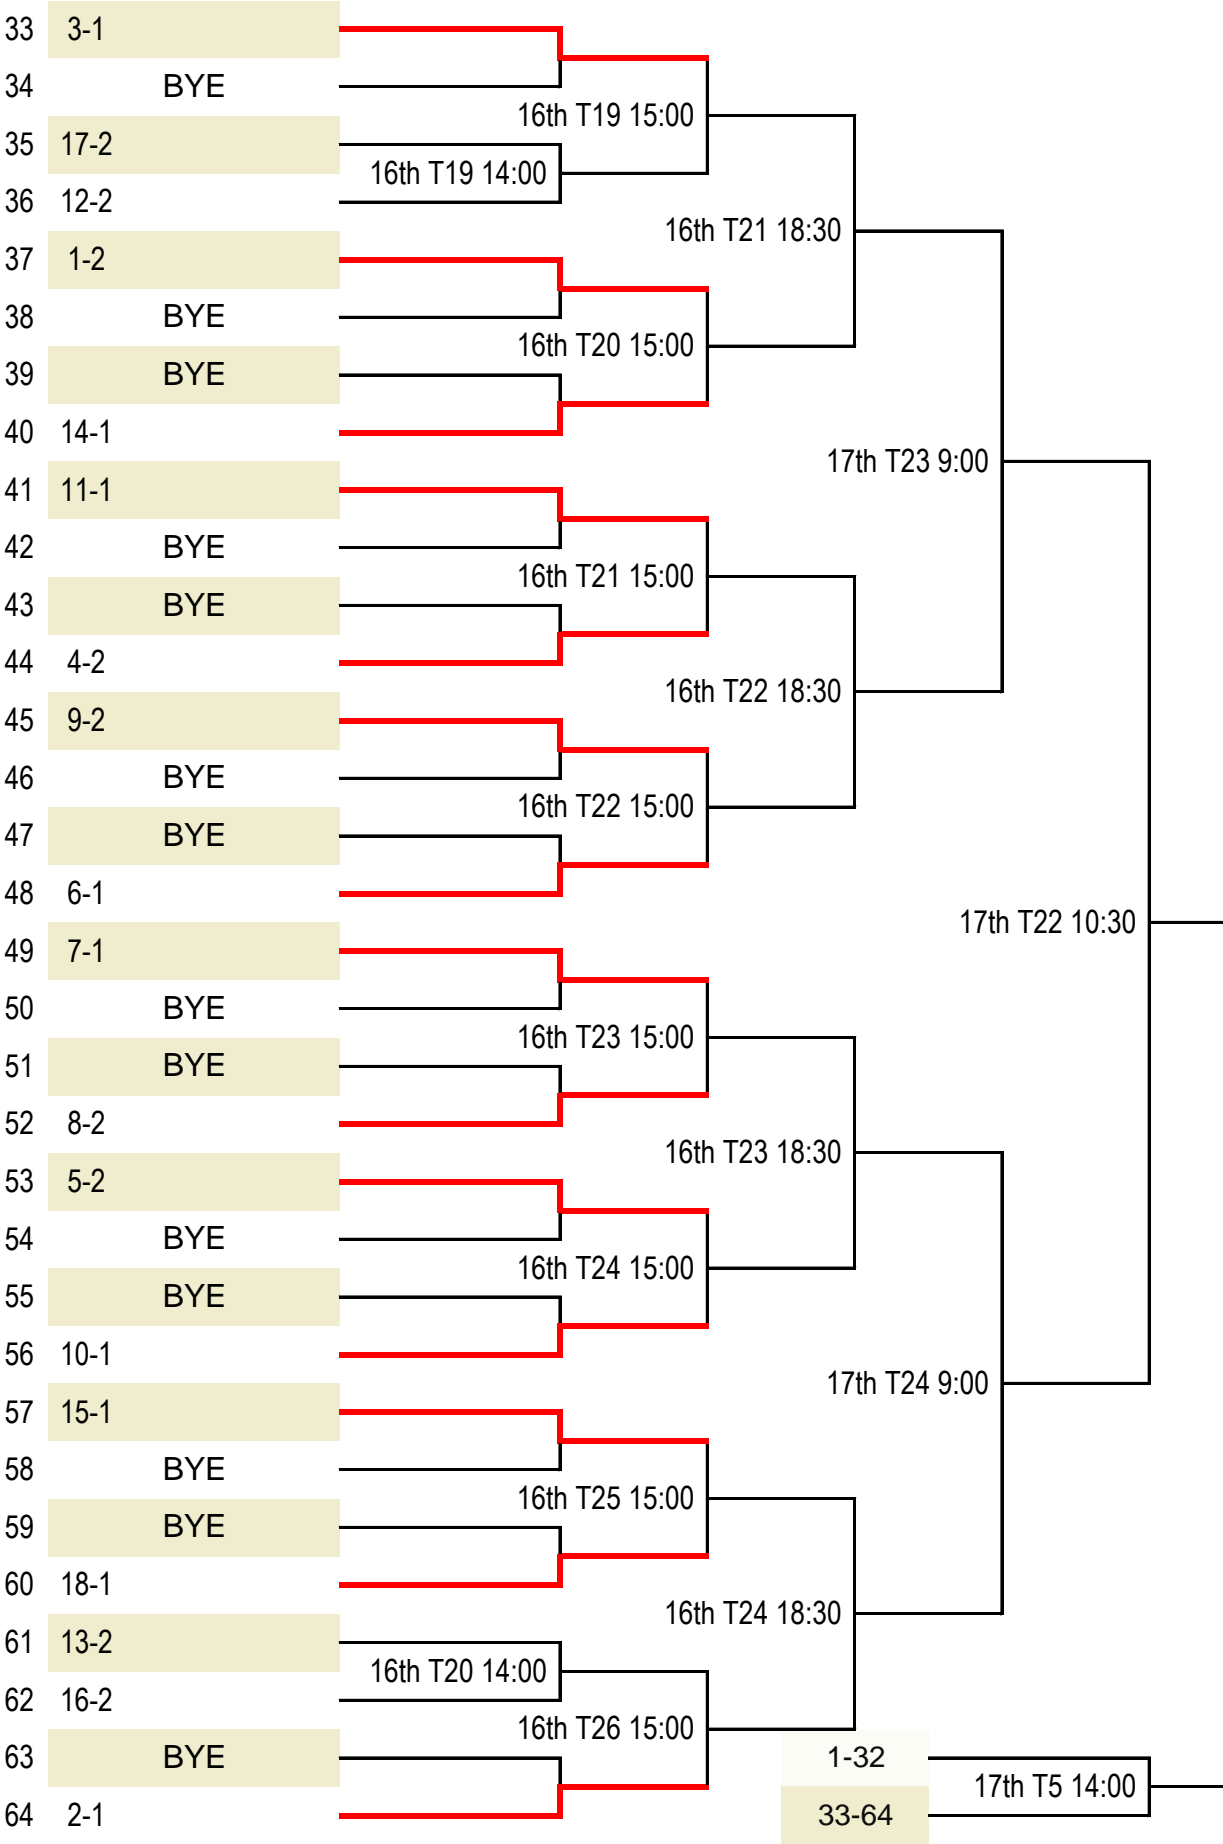 33 3-1
34 BYE
16th T19 15:00
35 17-2
16th T19 14:00
36 12-2
16th T21 18:30
37 1-2
38 BYE
16th T20 15:00
39 BYE
40 14-1
17th T23 9:00
41 11-1
42 BYE
16th T21 15:00
43 BYE
44 4-2
16th T22 18:30
45 9-2
46 BYE
16th T22 15:00
47 BYE
48 6-1
17th T22 10:30
49 7-1
50 BYE
16th T23 15:00
51 BYE
52 8-2
16th T23 18:30
53 5-2
54 BYE
16th T24 15:00
55 BYE
56 10-1
17th T24 9:00
57 15-1
58 BYE
16th T25 15:00
59 BYE
60 18-1
16th T24 18:30
61 13-2
16th T20 14:00
62 16-2
16th T26 15:00
63 BYE
1-32
17th T5 14:00
64 2-1
33-64